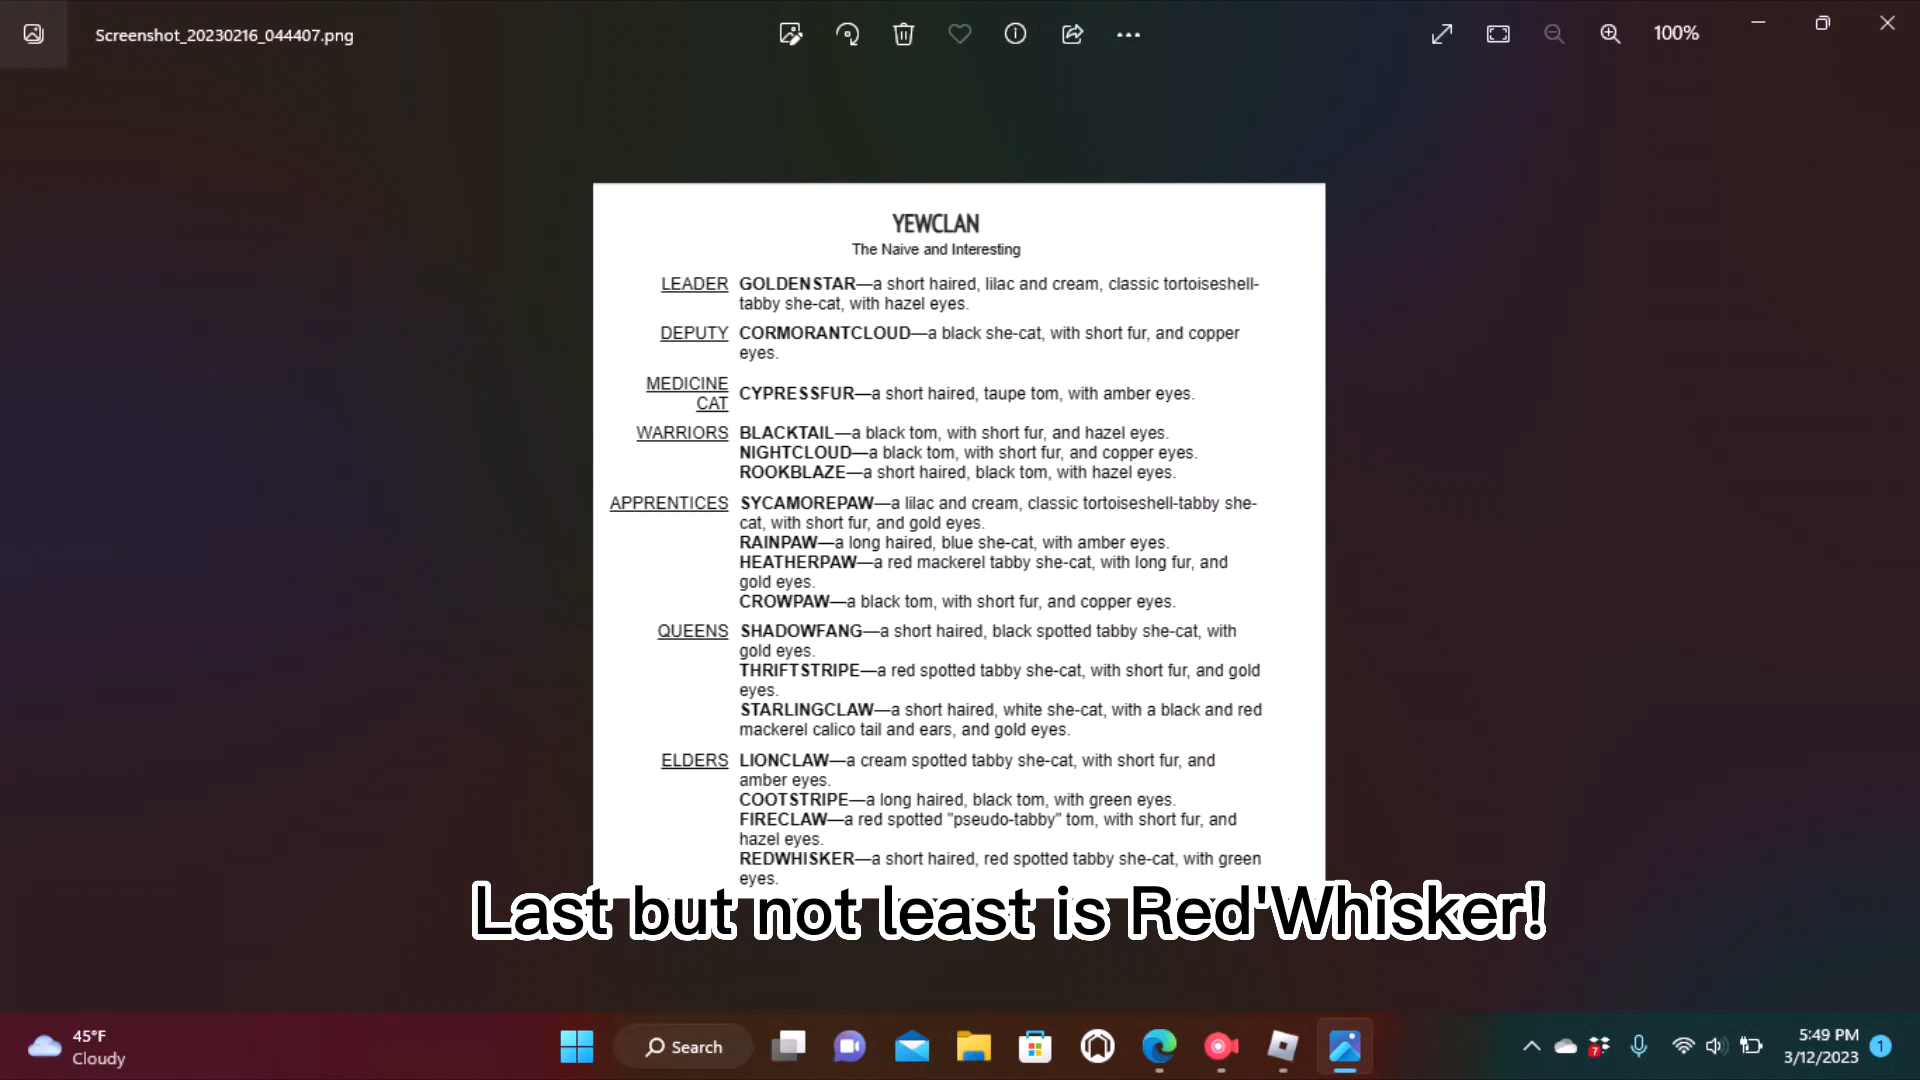 Screenshot_20230216_044407.png
100%
YEWCLAN
The Naive and Interesting
LEADER GOLDENSTAR—a short haired, lilac and cream, classic tortoiseshell-
tabby she-cat, with hazel eyes.
DEPUTY CORMORANTCLOUD—a black she-cat, with short fur, and copper
eyes.
MEDICINE
CAT CYPRESSFUR—a short haired, taupe tom, with amber eyes.
WARRIORS BLACKTAIL—a black tom, with short fur, and hazel eyes.
NIGHTCLOUD—a black tom, with short fur, and copper eyes.
ROOKBLAZE—a short haired, black tom, with hazel eyes.
APPRENTICES SYCAMOREPAW—a lilac and cream, classic tortoiseshell-tabby she-
cat, with short fur, and gold eyes.
RAINPAW—a long haired, blue she-cat, with amber eyes.
HEATHERPAW—a red mackerel tabby she-cat, with long fur, and
gold eyes.
CROWPAW—a black tom, with short fur, and copper eyes.
QUEENS SHADOWFANG—a short haired, black spotted tabby she-cat, with
gold eyes.
THRIFTSTRIPE—a red spotted tabby she-cat, with short fur, and gold
eyes.
STARLINGCLAW—a short haired, white she-cat, with a black and red
mackerel calico tail and ears, and gold eyes.
ELDERS LIONCLAW—a cream spotted tabby she-cat, with short fur, and
amber eyes.
COOTSTRIPE—a long haired, black tom, with green eyes.
FIRECLAW—a red spotted "pseudo-tabby" tom, with short fur, and
hazel eyes.
REDWHISKER—a short haired, red spotted tabby she-cat, with green
eyes.
Last but not least is Red'Whisker!
45°F
Cloudy
Search
7
5:49 PM
3/12/2023
1